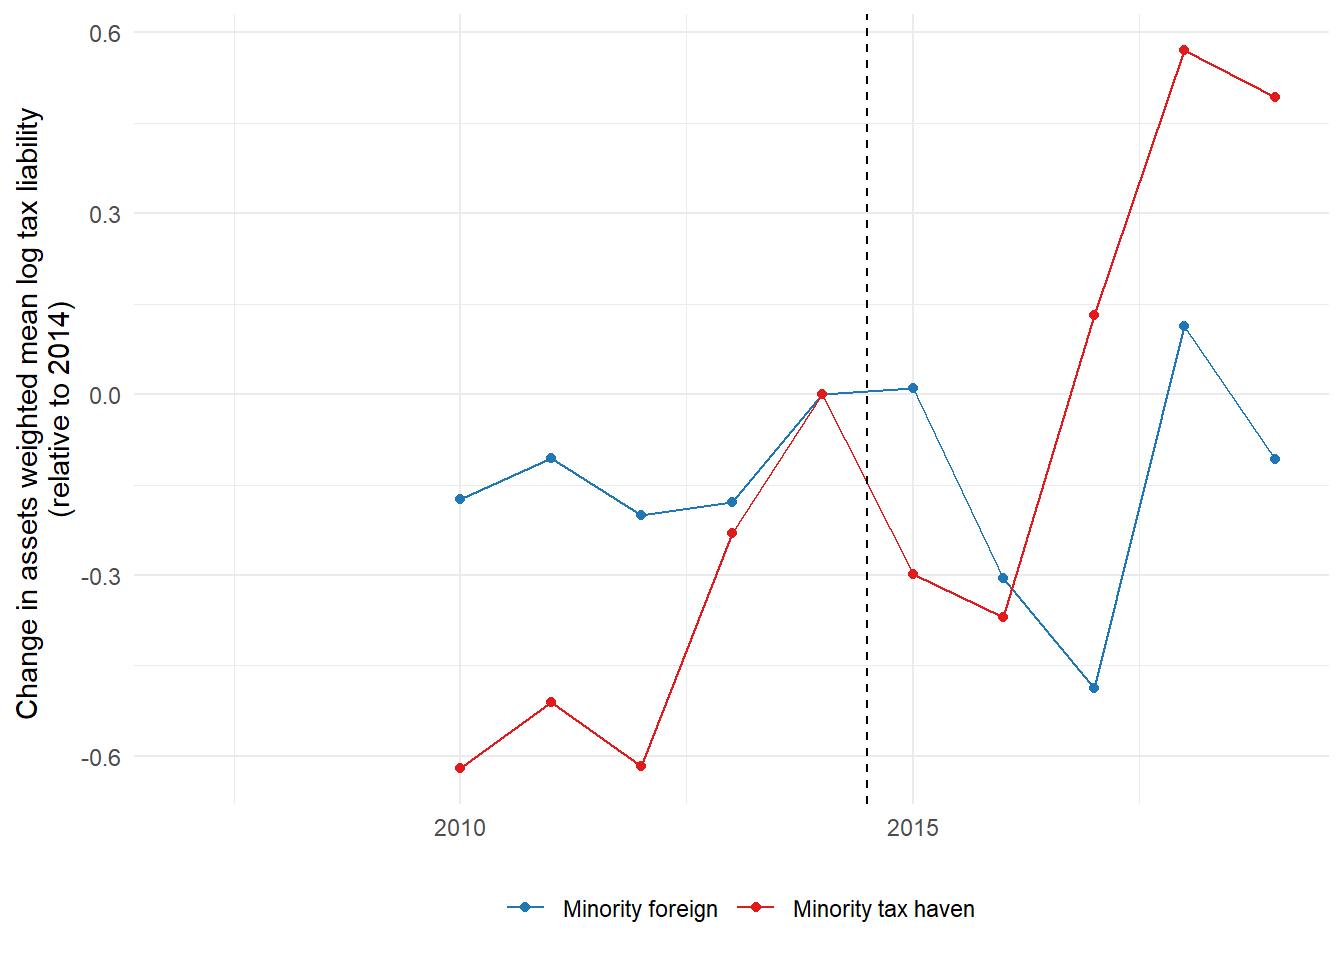 Change in assets weighted mean log tax liability
(relative to 2014)
0.6
0.3
0.0
-0.3
-0.6
2010 2015
Minority foreign Minority tax haven